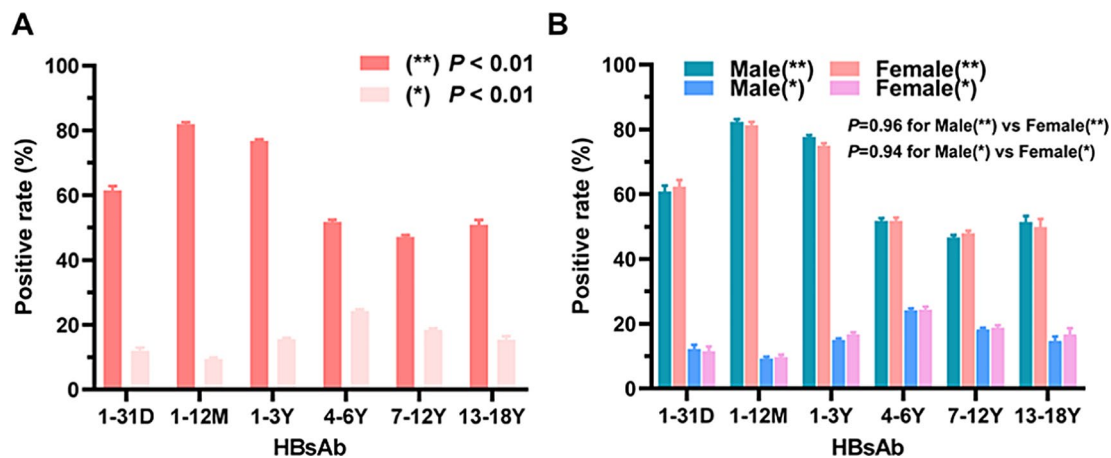 A
Positive rate (%)
100
80
60
40
20
0
(**) P < 0.01
(*) P < 0.01
1-31D 1-12M 1-3Y 4-6Y 7-12Y 13-18Y
HBsAb
B
Positive rate (%)
100
80
60
40
20
0
Male(**) Female(**)
Male(*) Female(*)
P=0.96 for Male(**) vs Female(**)
P=0.94 for Male(*) vs Female(*)
1-31D 1-12M 1-3Y 4-6Y 7-12Y 13-18Y
HBsAb